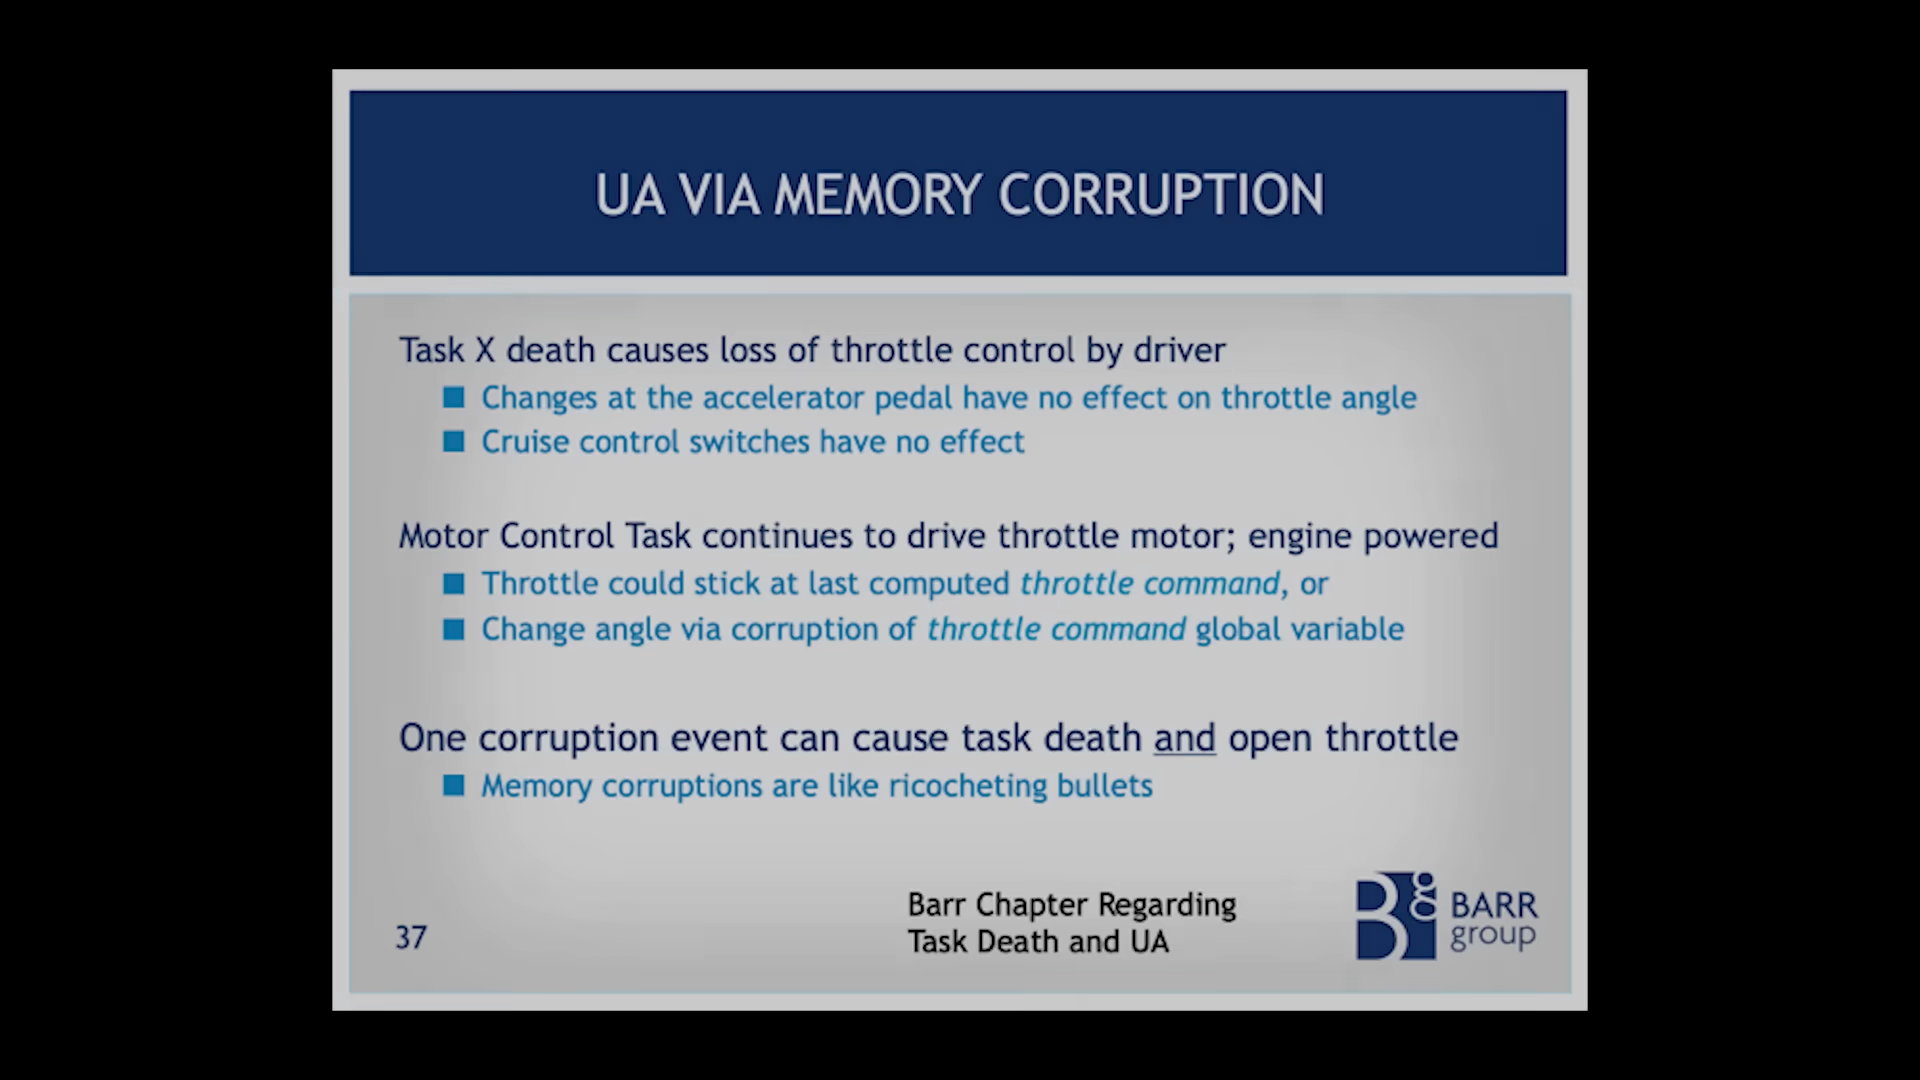 UA VIA MEMORY CORRUPTION
Task X death causes loss of throttle control by driver
Changes at the accelerator pedal have no effect on throttle angle
Cruise control switches have no effect
Motor Control Task continues to drive throttle motor; engine powered
Throttle could stick at last computed throttle command, or
Change angle via corruption of throttle command global variable
One corruption event can cause task death and open throttle
Memory corruptions are like ricocheting bullets
37
Barr Chapter Regarding
Task Death and UA
BARR
group